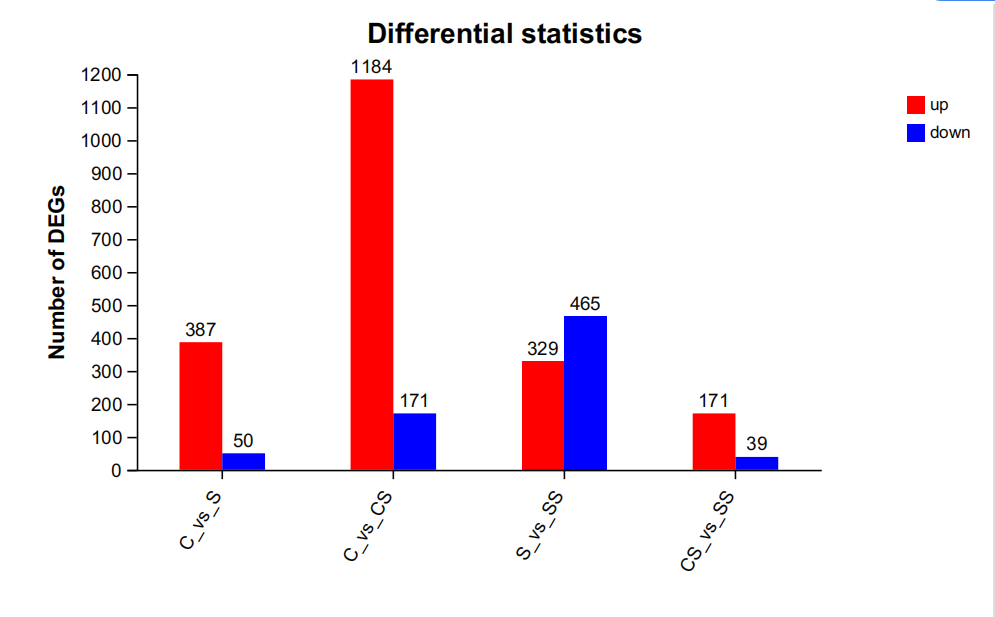 Differential statistics
Number of DEGs
1200
1100
1000
900
800
700
600
500
400
300
200
100
0
387
50
1184
171
329
465
171
39
C_vs_S
C_vs_CS
S_vs_SS
CS_vs_SS
up
down